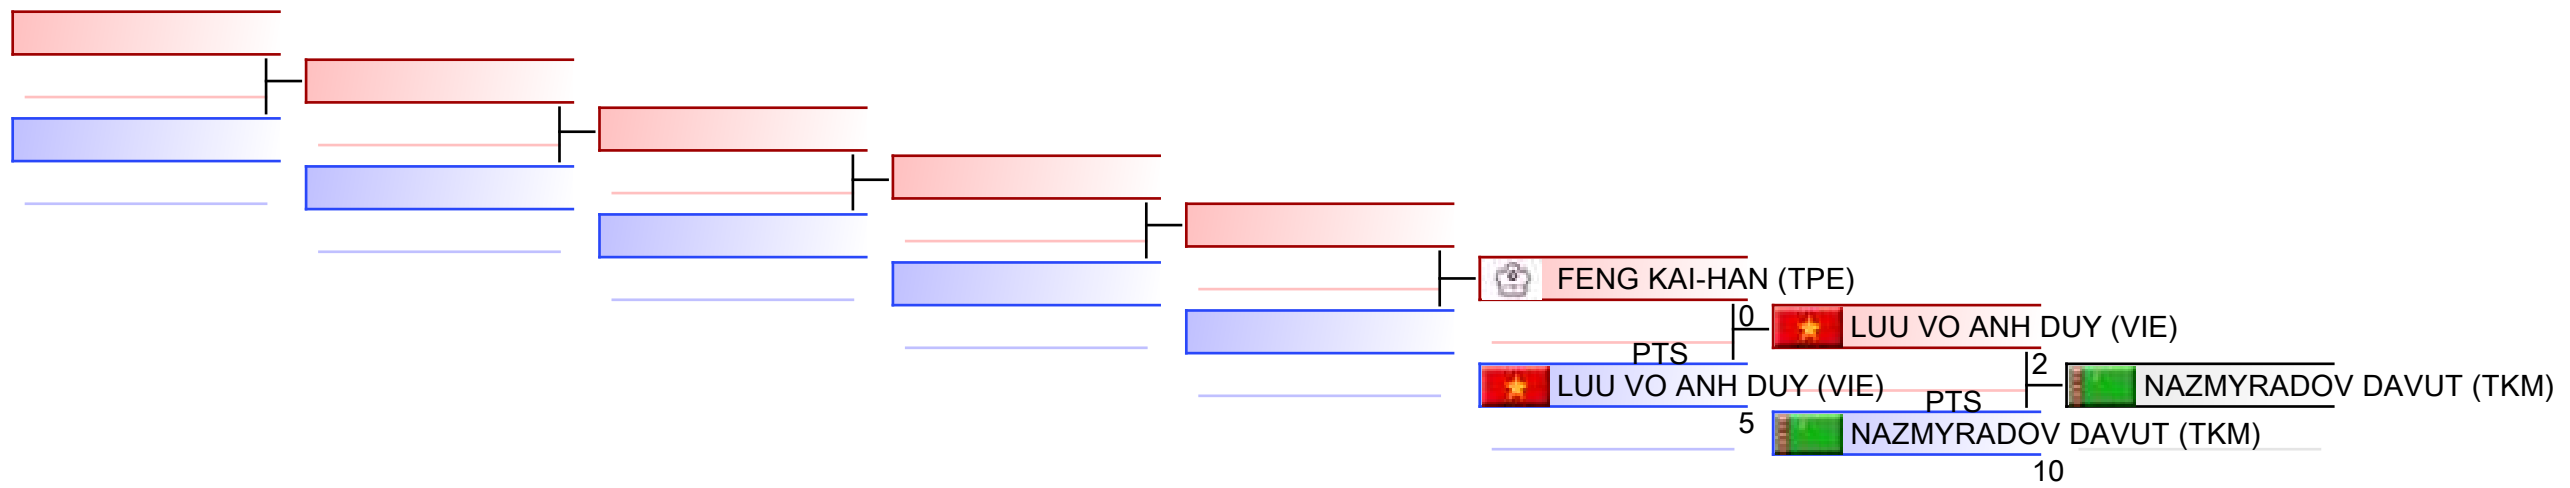 FENG KAI-HAN (TPE)
0
PTS
LUU VO ANH DUY (VIE)
5
LUU VO ANH DUY (VIE)
2
PTS
NAZMYRADOV DAVUT (TKM)
10
NAZMYRADOV DAVUT (TKM)